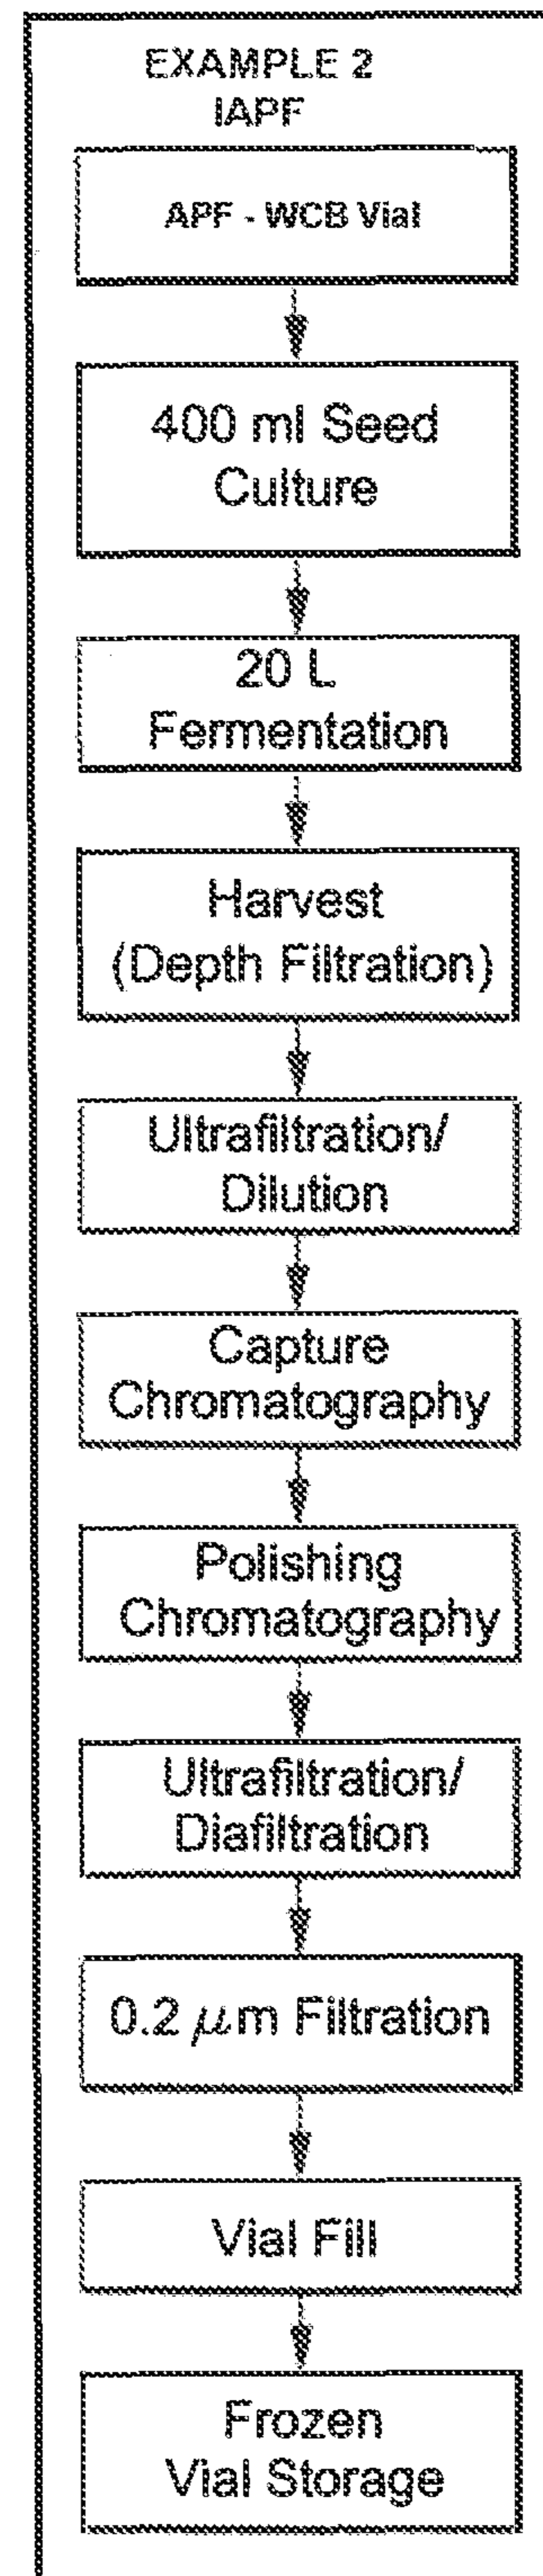 EXAMPLE 2
IAPF
APF - WCB Vial
400 ml Seed
Culture
20 L
Fermentation
Harvest
(Depth Filtration)
Ultrafiltration/
Dilution
Capture
Chromatography
Polishing
Chromatography
Ultrafiltration/
Diafiltration
0.2 μm Filtration
Vial Fill
Frozen
Vial Storage